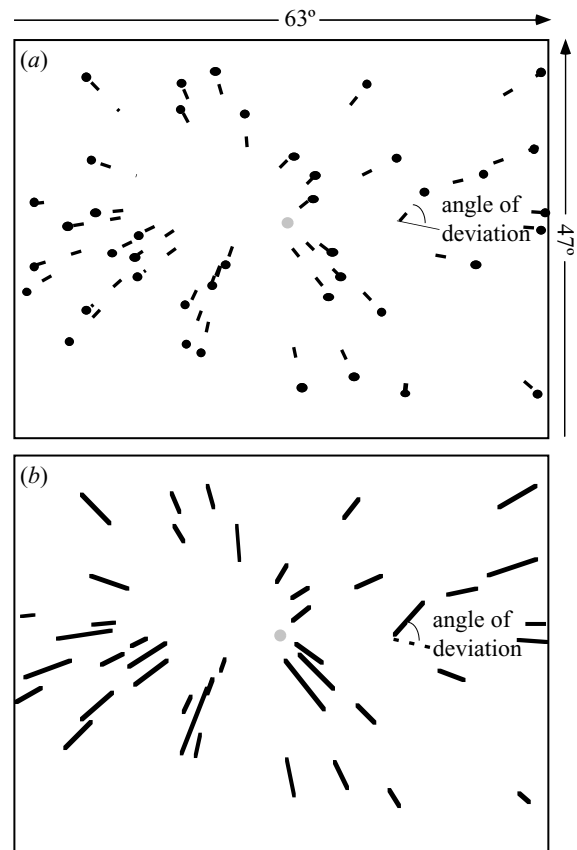 63º
(a)
angle of
deviation
47º
(b)
angle of
deviation